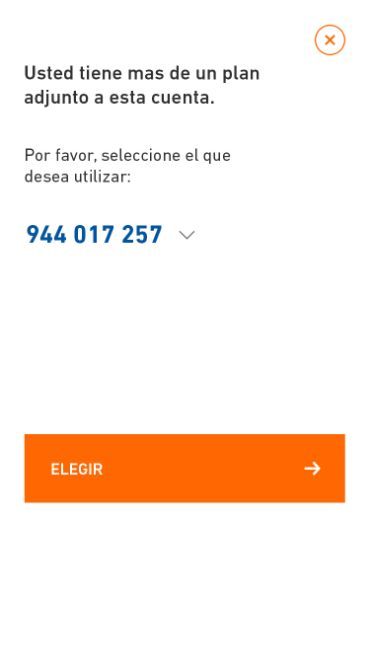 Usted tiene mas de un plan
adjunto a esta cuenta.
Por favor, seleccione el que
desea utilizar:
944 017 257
ELEGIR